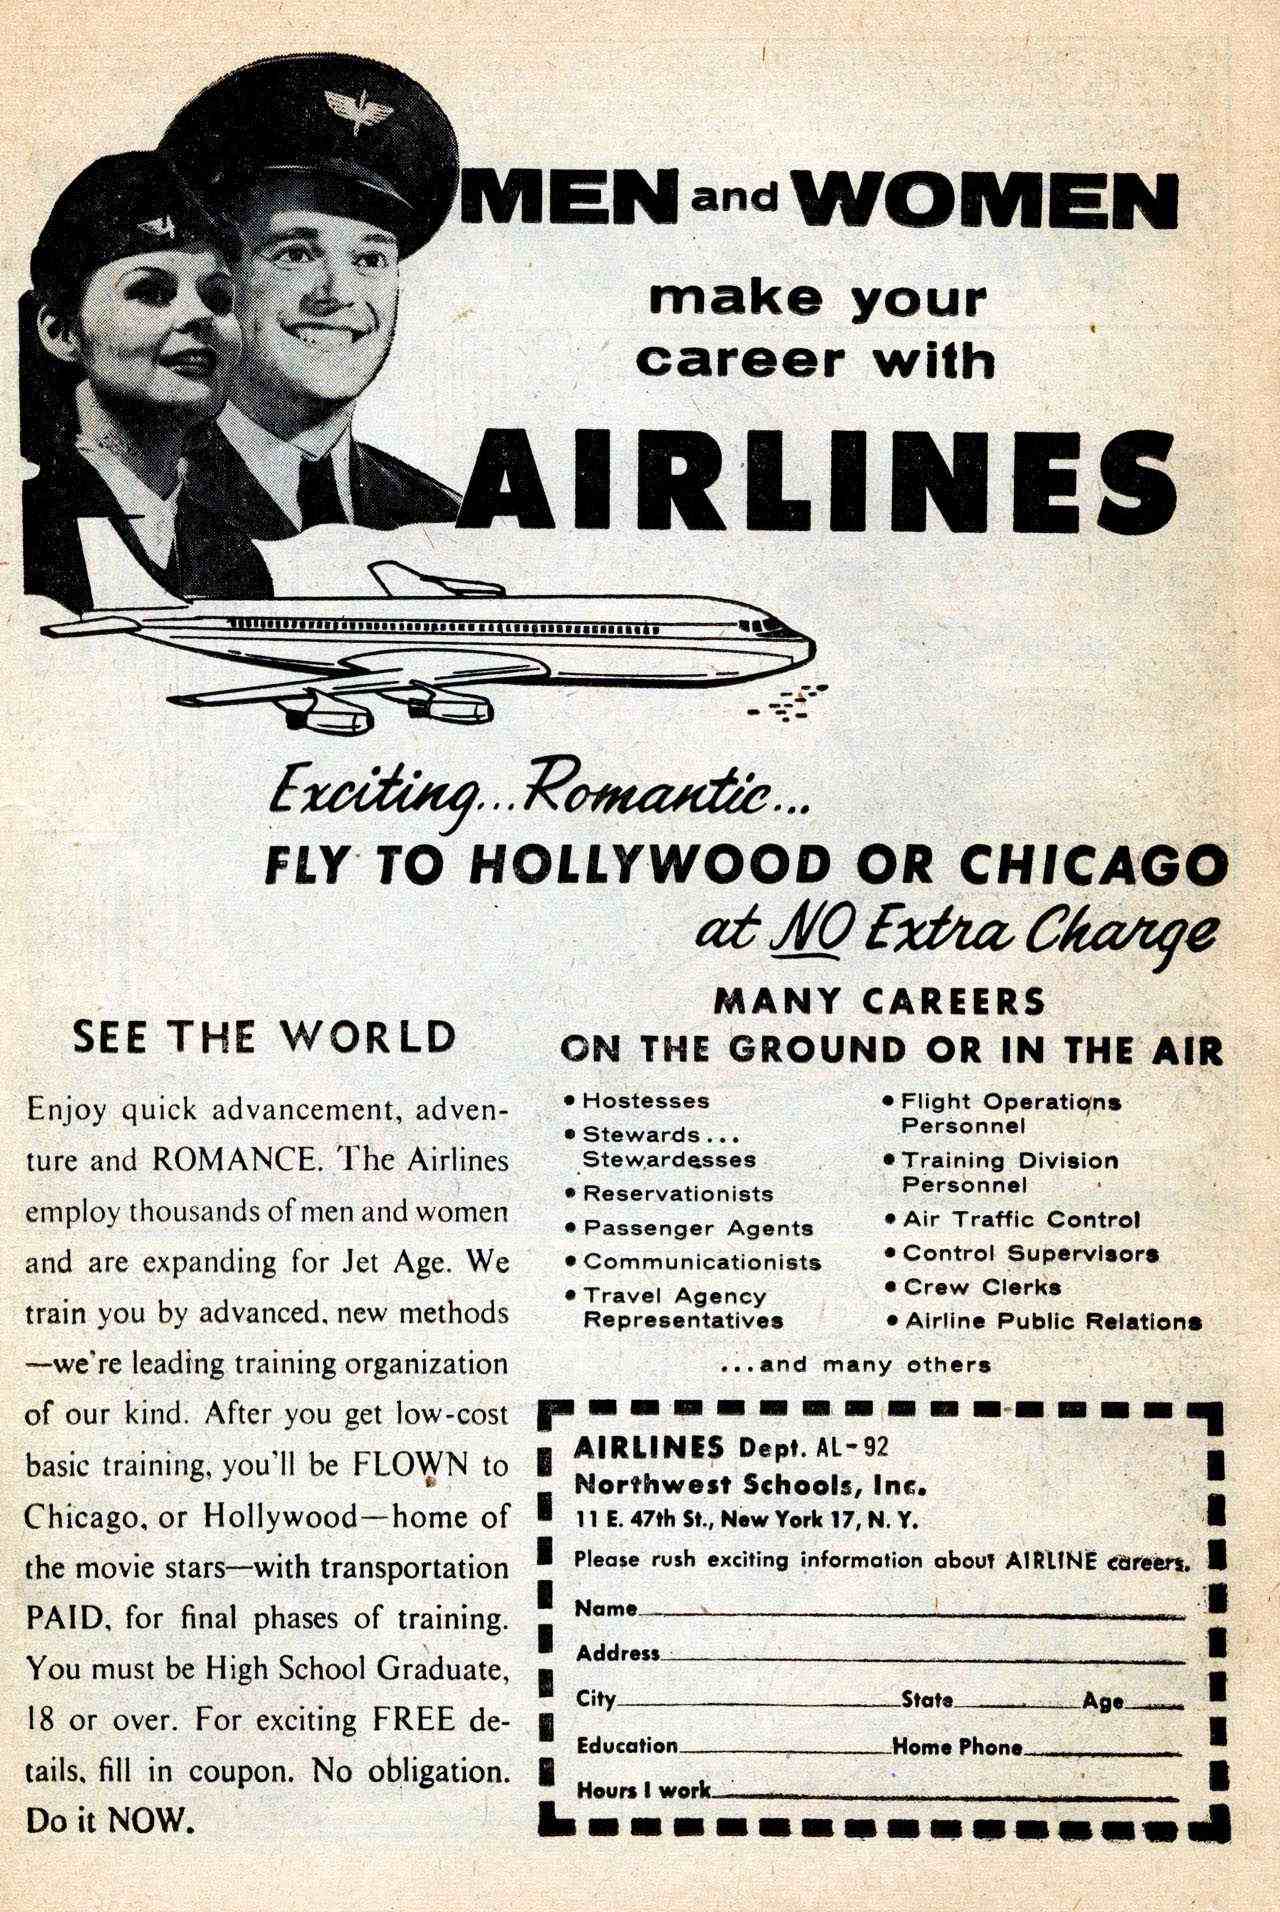 MEN and WOMEN
make your
career with
AIRLINES
Exciting...Romantic...
FLY TO HOLLYWOOD OR CHICAGO
at NO Extra Charge
SEE THE WORLD
Enjoy quick advancement, adven-
ture and ROMANCE. The Airlines
employ thousands of men and women
and are expanding for Jet Age. We
train you by advanced, new methods
—we're leading training organization
of our kind. After you get low-cost
basic training, you'll be FLOWN to
Chicago, or Hollywood—home of
the movie stars—with transportation
PAID, for final phases of training.
You must be High School Graduate,
18 or over. For exciting FREE de-
tails, fill in coupon. No obligation.
Do it NOW.
MANY CAREERS
ON THE GROUND OR IN THE AIR
• Hostesses
• Stewards...
Stewardesses
• Reservationists
• Passenger Agents
• Communicationists
• Travel Agency
Representatives
• Flight Operations
Personnel
• Training Division
Personnel
• Air Traffic Control
• Control Supervisors
• Crew Clerks
• Airline Public Relations
...and many others
AIRLINES Dept. AL-92
Northwest Schools, Inc.
11 E. 47th St., New York 17, N. Y.
Please rush exciting information about AIRLINE careers.
Name
Address
City State Age
Education Home Phone
Hours I work